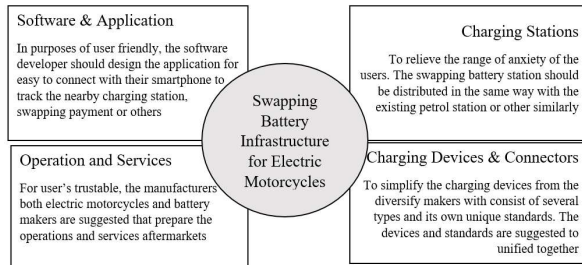 Software & Application
In purposes of user friendly, the software
developer should design the application for
easy to connect with their smartphone to
track the nearby charging station,
swapping payment or others
Charging Stations
To relieve the range of anxiety of the
users. The swapping battery station should
be distributed in the same way with the
existing petrol station or other similarly
Swapping
Battery
Infrastructure
for Electric
Motorcycles
Operation and Services
For user's trustable, the manufacturers
both electric motorcycles and battery
makers are suggested that prepare the
operations and services aftermarkets
Charging Devices & Connectors
To simplify the charging devices from the
diversify makers with consist of several
types and its own unique standards. The
devices and standards are suggested to
unified together